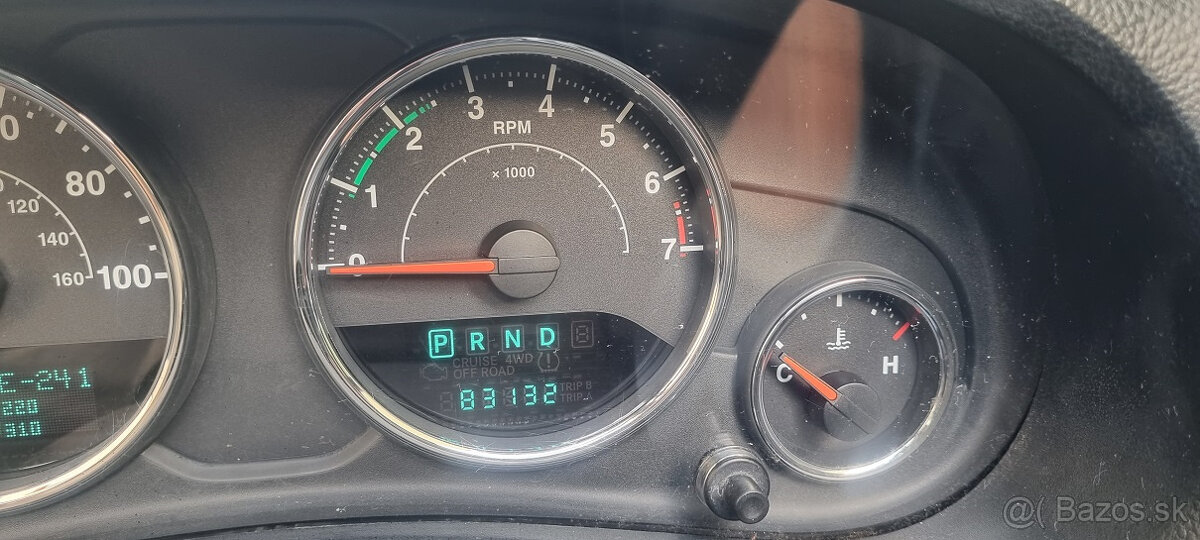 80
100
120
140
160
E-241
220
310
0
1
2
3
4
5
6
7
RPM
x 1000
P R N D
CRUISE 4WD
OFF ROAD
83132
TRIP B
TRIP A
C
H
@( Bazos.sk